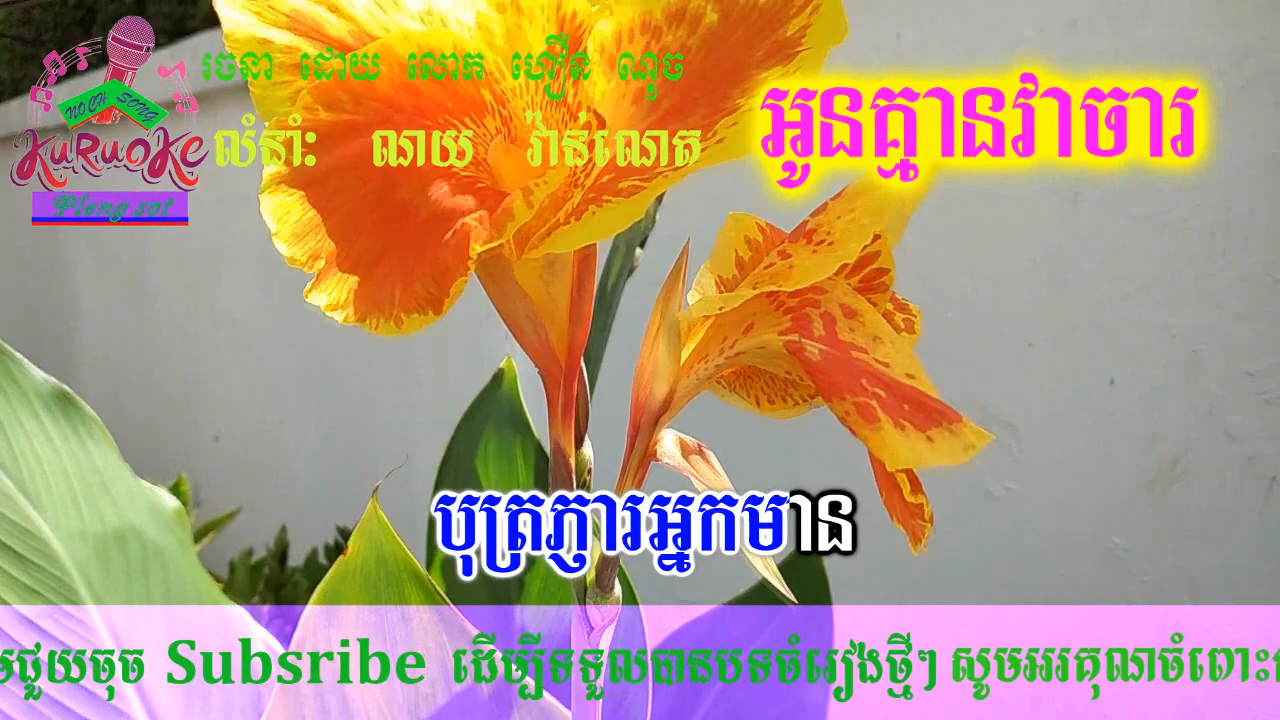 NOCH SONG
KaRuoKe
Pleng sot
រចនា ដោយ លោក ហឿន ណូច
លំនាំ: ណយ វ៉ាន់ណេត
អូនគ្មានវាចារ
បុត្រភ្ញារអ្នកមាន
ជួយចុច Subsribe ដើម្បីទទួលបានបទចំរៀងថ្មីៗ សូមអរគុណចំពោះ